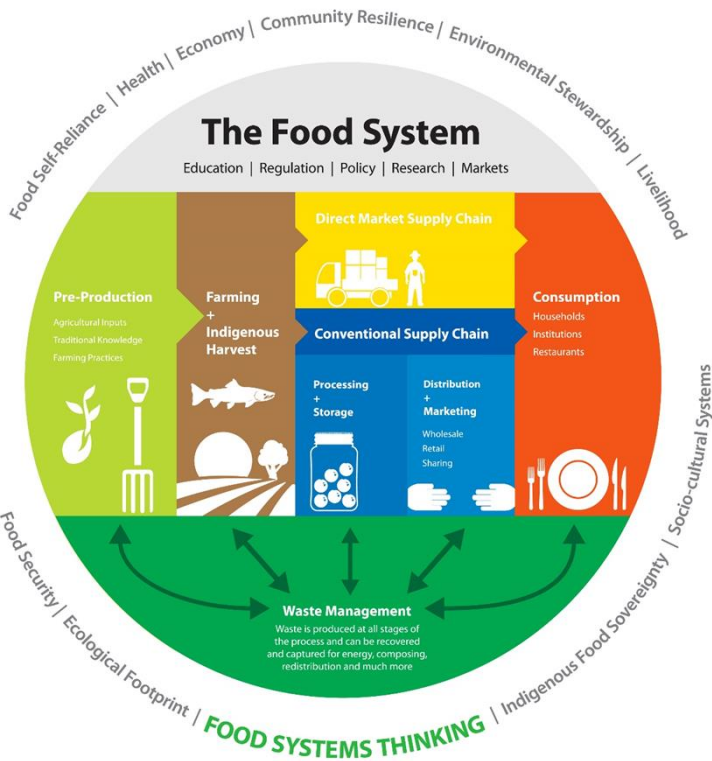 Food Self-Reliance | Health | Economy | Community Resilience | Environmental Stewardship | Livelihood
The Food System
Education | Regulation | Policy | Research | Markets
Direct Market Supply Chain
Pre-Production
Agricultural Inputs
Traditional Knowledge
Farming Practices
Farming
+
Indigenous
Harvest
Conventional Supply Chain
Processing
+
Storage
Distribution
+
Marketing
Wholesale
Retail
Sharing
Consumption
Households
Institutions
Restaurants
Waste Management
Waste is produced at all stages of
the process and can be recovered
and captured for energy, composing,
redistribution and much more
Food Security | Ecological Footprint | FOOD SYSTEMS THINKING | Indigenous Food Sovereignty | Socio-cultural Systems